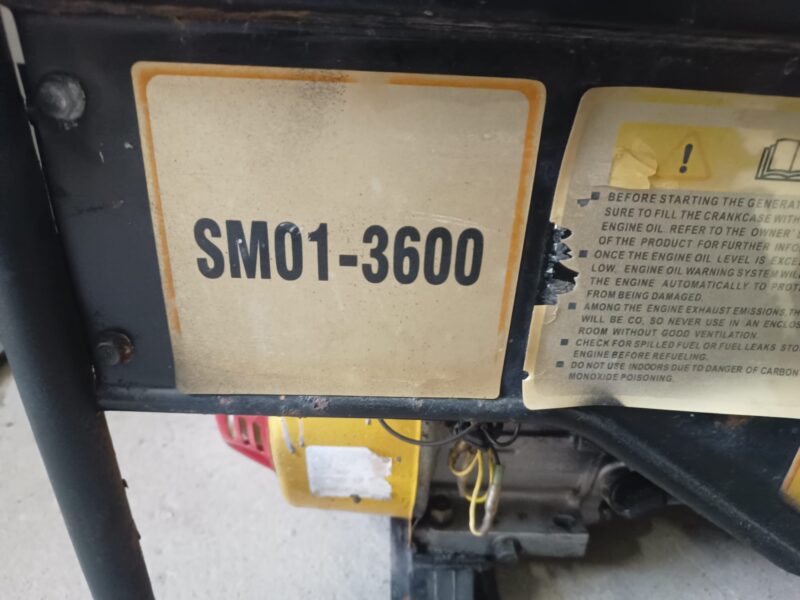 SM01-3600
!
BEFORE STARTING THE GENERAT
SURE TO FILL THE CRANKCASE WITH
ENGINE OIL. REFER TO THE OWNER'S
OF THE PRODUCT FOR FURTHER INFO
ONCE THE ENGINE OIL LEVEL IS EXCE
LOW, ENGINE OIL WARNING SYSTEM WILL
THE ENGINE AUTOMATICALLY TO PROTE
FROM BEING DAMAGED.
AMONG THE ENGINE EXHAUST EMISSIONS, TH
WILL BE CO, SO NEVER USE IN AN ENCLOS
ROOM WITHOUT GOOD VENTILATION.
CHECK FOR SPILLED FUEL OR FUEL LEAKS STO
ENGINE BEFORE REFUELING.
DO NOT USE INDOORS DUE TO DANGER OF CARBON
MONOXIDE POISONING.